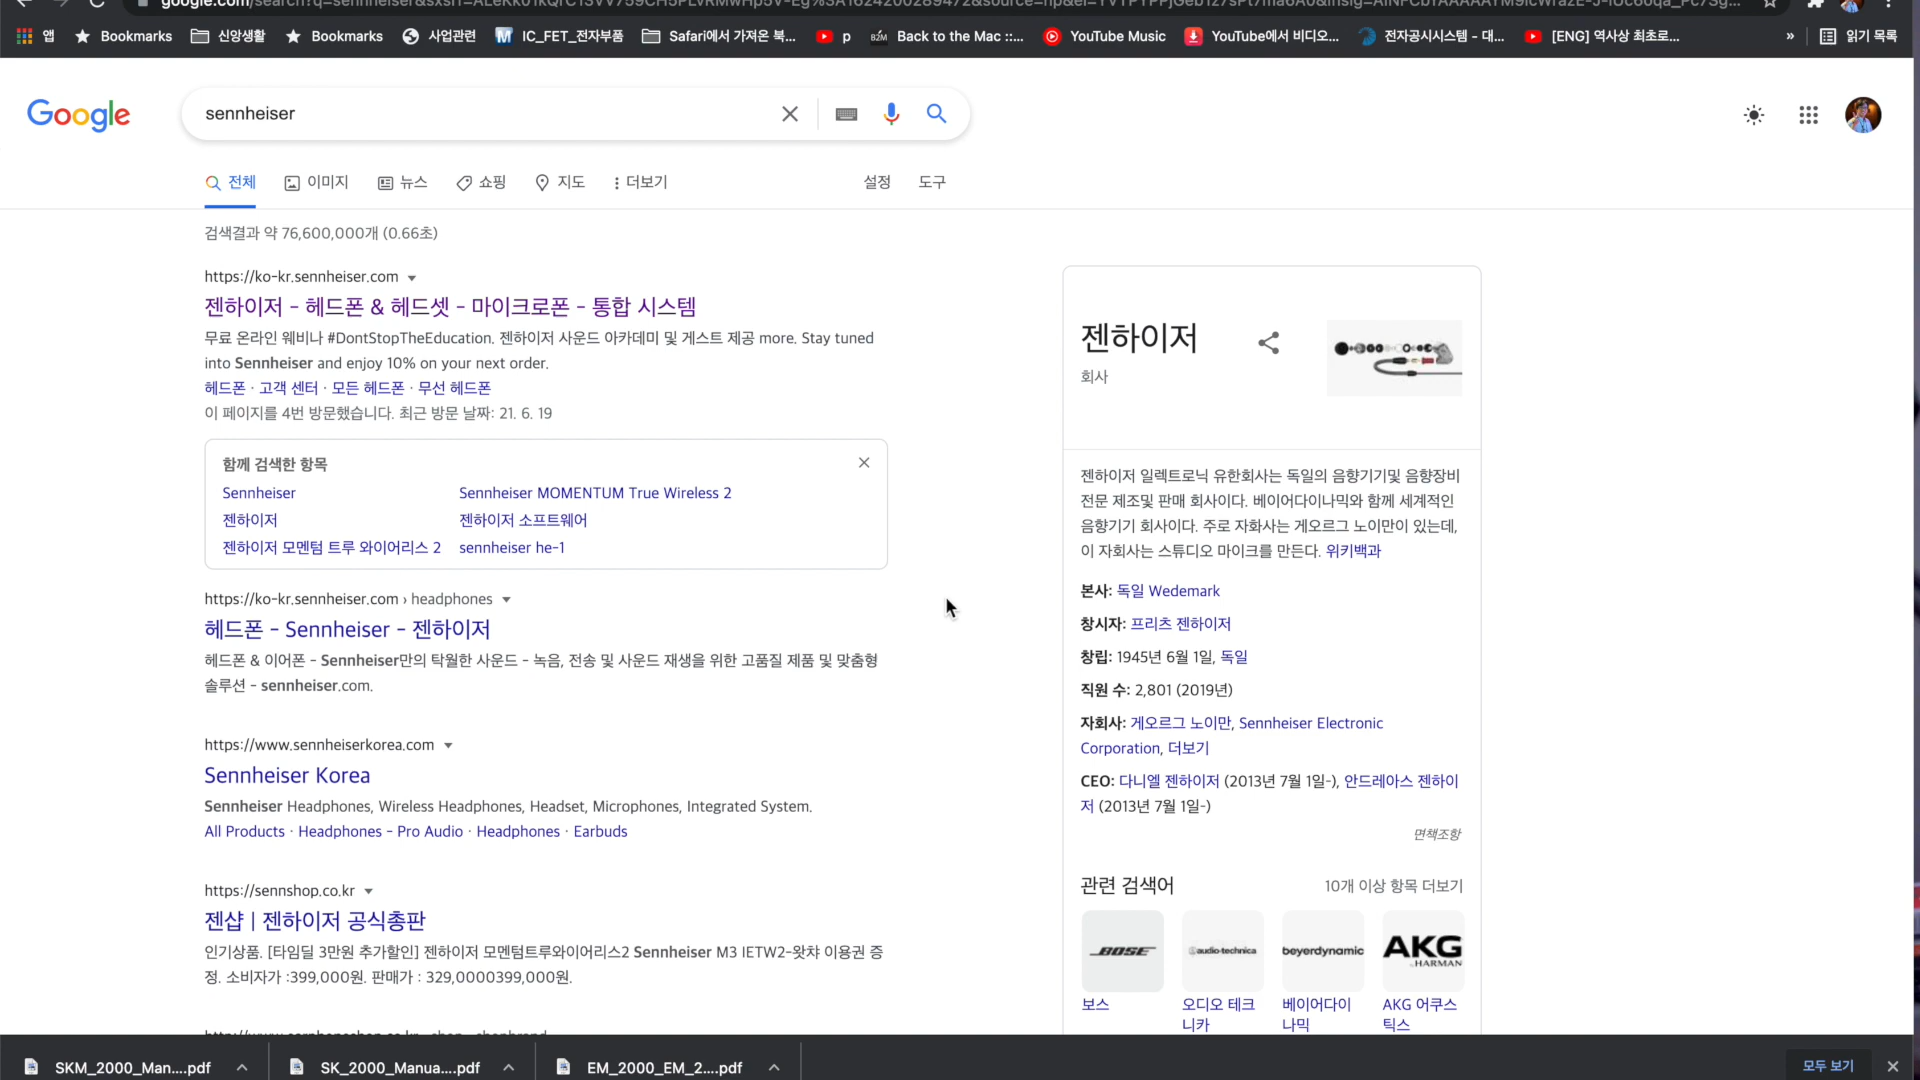 앱 Bookmarks 신앙생활 Bookmarks 사업관련 IC_FET_전자부품 Safari에서 가져온 북... p Back to the Mac ::... YouTube Music YouTube에서 비디오... 전자공시시스템 - 대... [ENG] 역사상 최초로... » 읽기 목록
Google sennheiser
전체 이미지 뉴스 쇼핑 지도 더보기 설정 도구
검색결과 약 76,600,000개 (0.66초)
https://ko-kr.sennheiser.com
젠하이저 - 헤드폰 & 헤드셋 - 마이크로폰 - 통합 시스템
무료 온라인 웨비나 #DontStopTheEducation. 젠하이저 사운드 아카데미 및 게스트 제공 more. Stay tuned
into Sennheiser and enjoy 10% on your next order.
헤드폰 · 고객 센터 · 모든 헤드폰 · 무선 헤드폰
이 페이지를 4번 방문했습니다. 최근 방문 날짜: 21. 6. 19
함께 검색한 항목
Sennheiser Sennheiser MOMENTUM True Wireless 2
젠하이저 젠하이저 소프트웨어
젠하이저 모멘텀 트루 와이어리스 2 sennheiser he-1
https://ko-kr.sennheiser.com › headphones
헤드폰 - Sennheiser - 젠하이저
헤드폰 & 이어폰 - Sennheiser만의 탁월한 사운드 - 녹음, 전송 및 사운드 재생을 위한 고품질 제품 및 맞춤형
솔루션 - sennheiser.com.
https://www.sennheiserkorea.com
Sennheiser Korea
Sennheiser Headphones, Wireless Headphones, Headset, Microphones, Integrated System.
All Products · Headphones - Pro Audio · Headphones · Earbuds
https://sennshop.co.kr
젠샵 | 젠하이저 공식총판
인기상품. [타임딜 3만원 추가할인] 젠하이저 모멘텀트루와이어리스2 Sennheiser M3 IETW2-왓챠 이용권 증
정. 소비자가 :399,000원. 판매가 : 329,0000399,000원.
젠하이저
회사
젠하이저 일렉트로닉 유한회사는 독일의 음향기기및 음향장비
전문 제조및 판매 회사이다. 베이어다이나믹와 함께 세계적인
음향기기 회사이다. 주로 자화사는 게오르그 노이만이 있는데,
이 자회사는 스튜디오 마이크를 만든다. 위키백과
본사: 독일 Wedemark
창시자: 프리츠 젠하이저
창립: 1945년 6월 1일, 독일
직원 수: 2,801 (2019년)
자회사: 게오르그 노이만, Sennheiser Electronic
Corporation, 더보기
CEO: 다니엘 젠하이저 (2013년 7월 1일-), 안드레아스 젠하이
저 (2013년 7월 1일-)
면책조항
관련 검색어 10개 이상 항목 더보기
BOSE audio-technica beyerdynamic AKG
by HARMAN
보스 오디오 테크 베이어다이 AKG 어쿠스
니카 나믹 틱스
SKM_2000_Man....pdf SK_2000_Manua....pdf EM_2000_EM_2....pdf 모두 보기